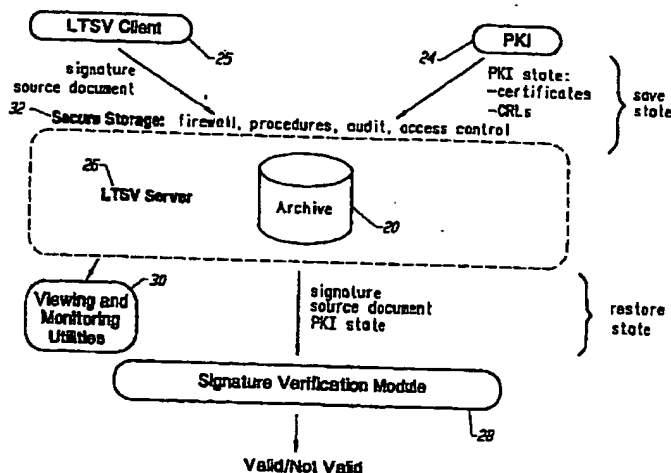 LTSV Client
25
signature
source document
24
PKI
PKI state:
-certificates
-CRLs
save
state
32
Secure Storage: firewall, procedures, audit, access control
26
LTSV Server
Archive
20
30
Viewing and
Monitoring
Utilities
signature
source document
PKI state
restore
state
Signature Verification Module
28
Valid/Not Valid